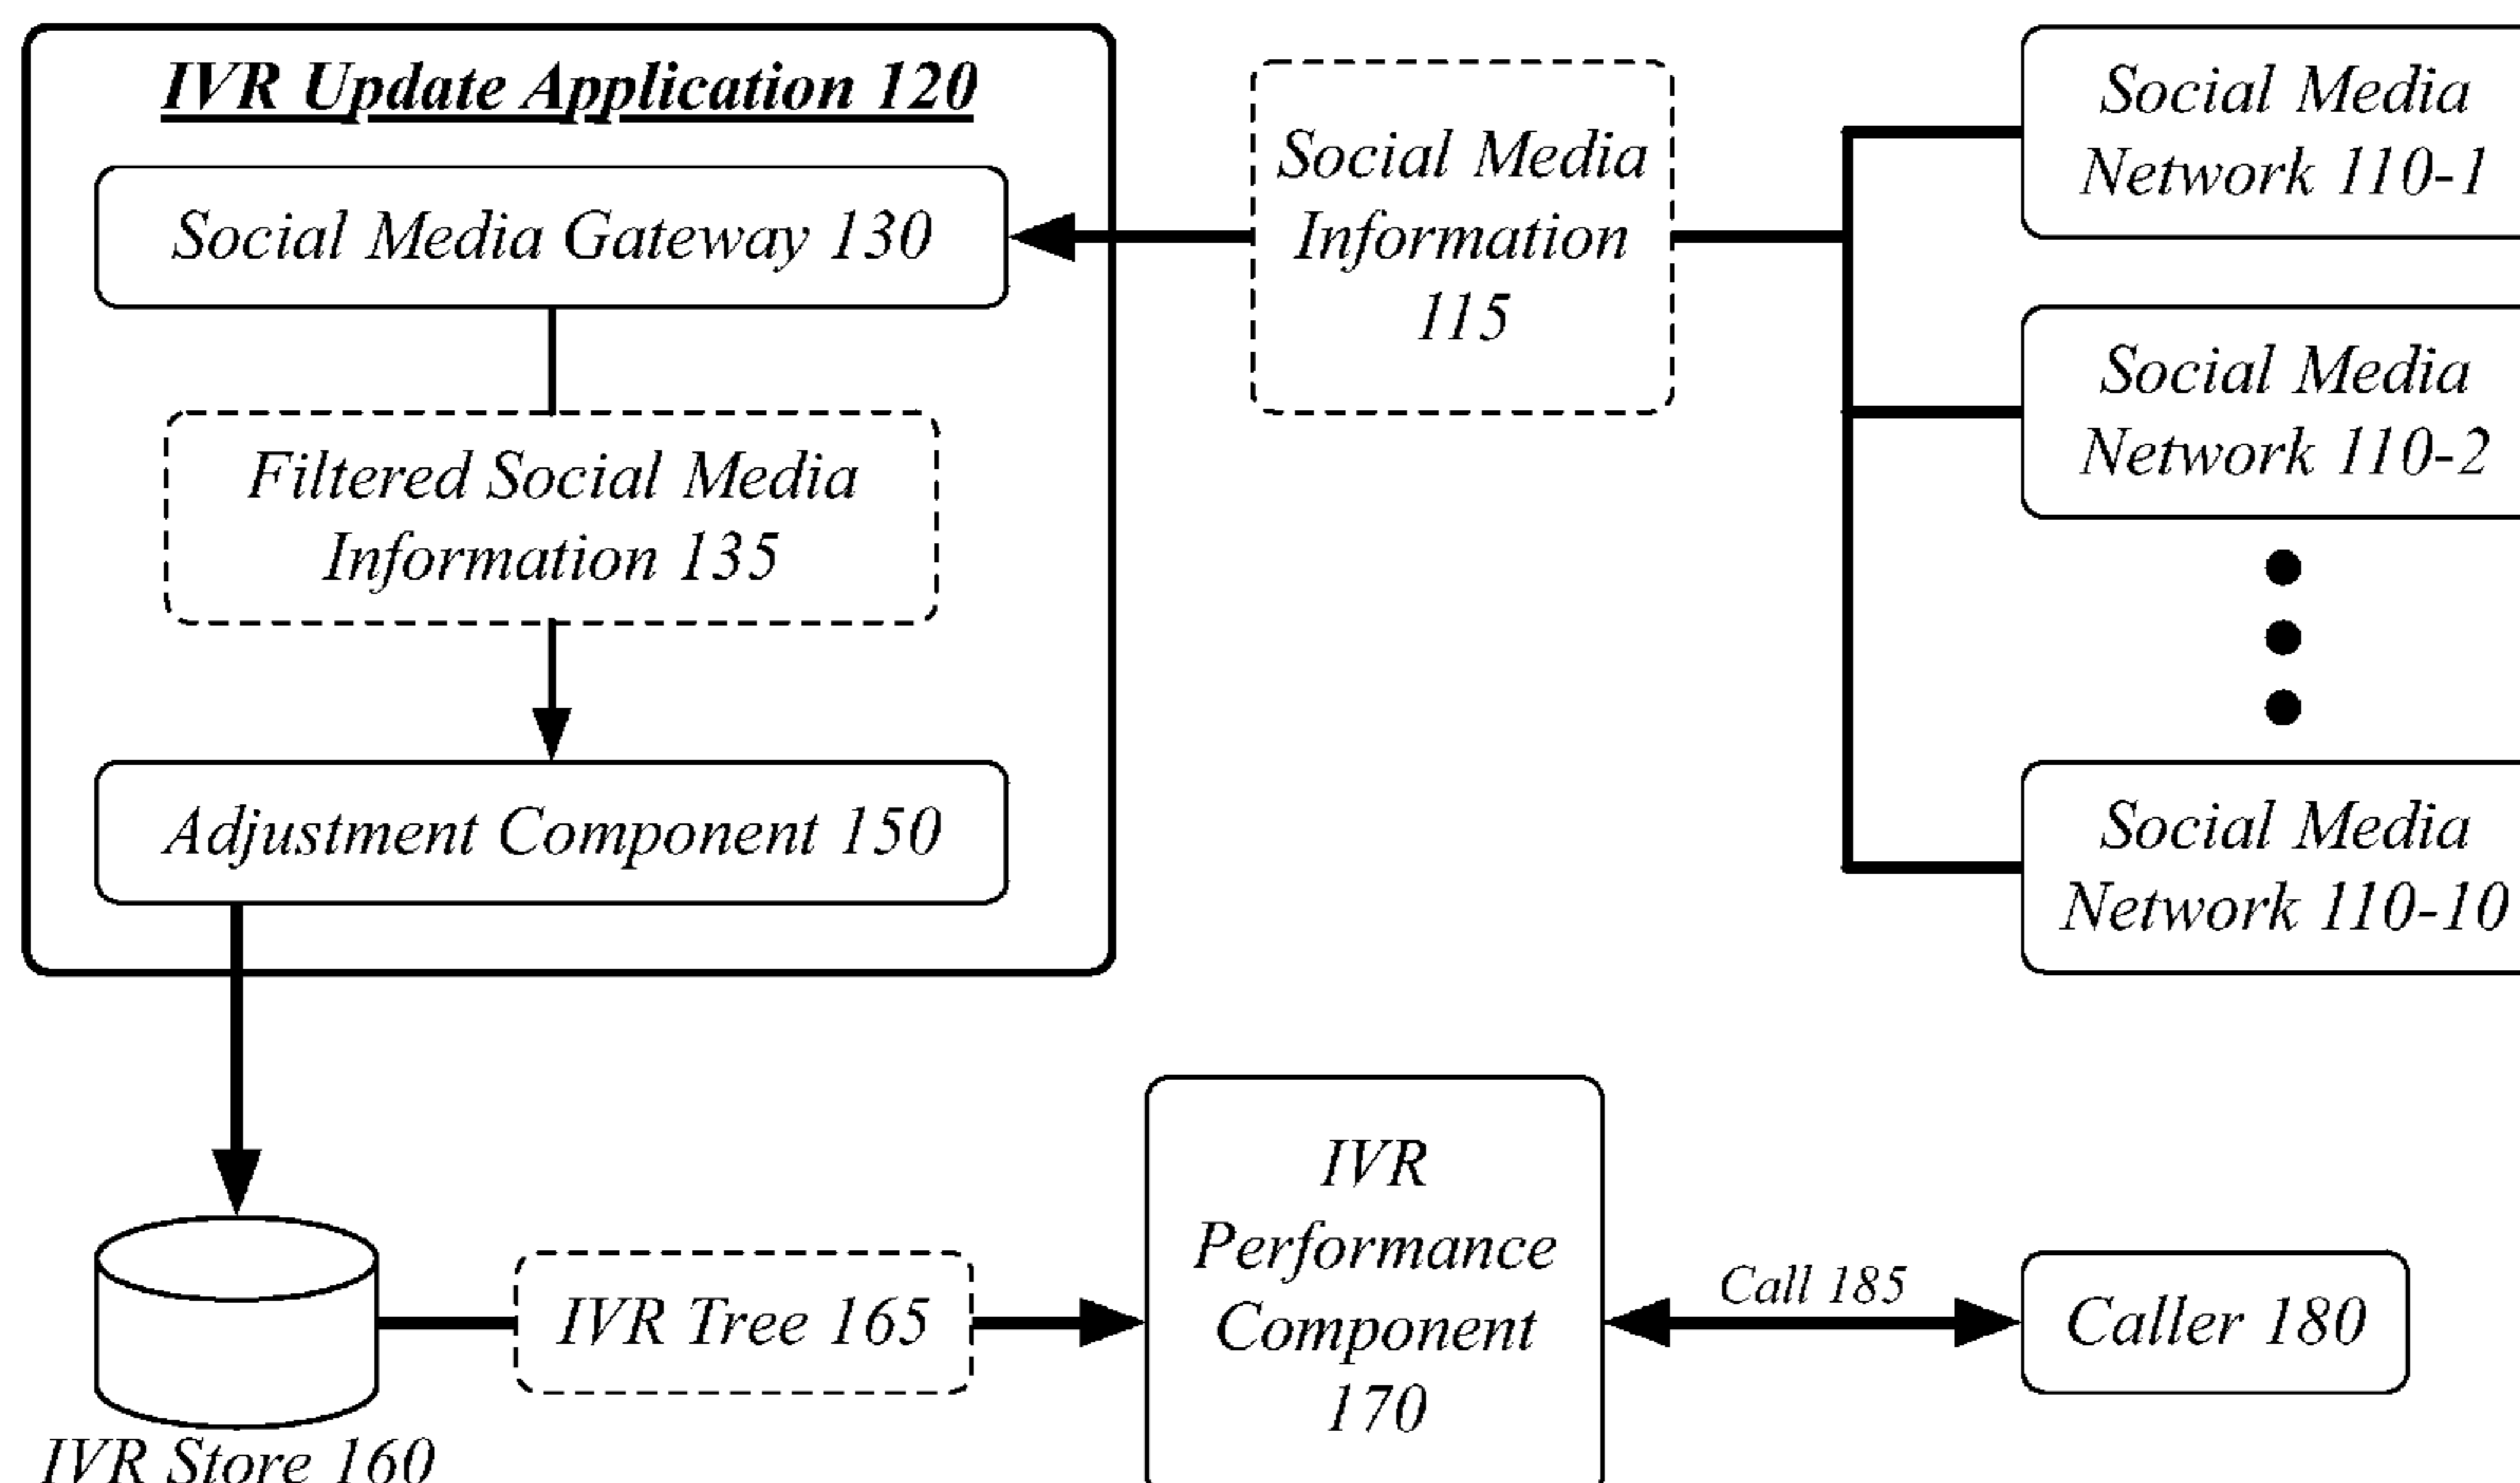 IVR Update Application 120
Social Media Gateway 130
Filtered Social Media
Information 135
Adjustment Component 150
Social Media
Information
115
Social Media
Network 110-1
Social Media
Network 110-2
Social Media
Network 110-10
IVR Store 160
IVR Tree 165
IVR
Performance
Component
170
Call 185
Caller 180